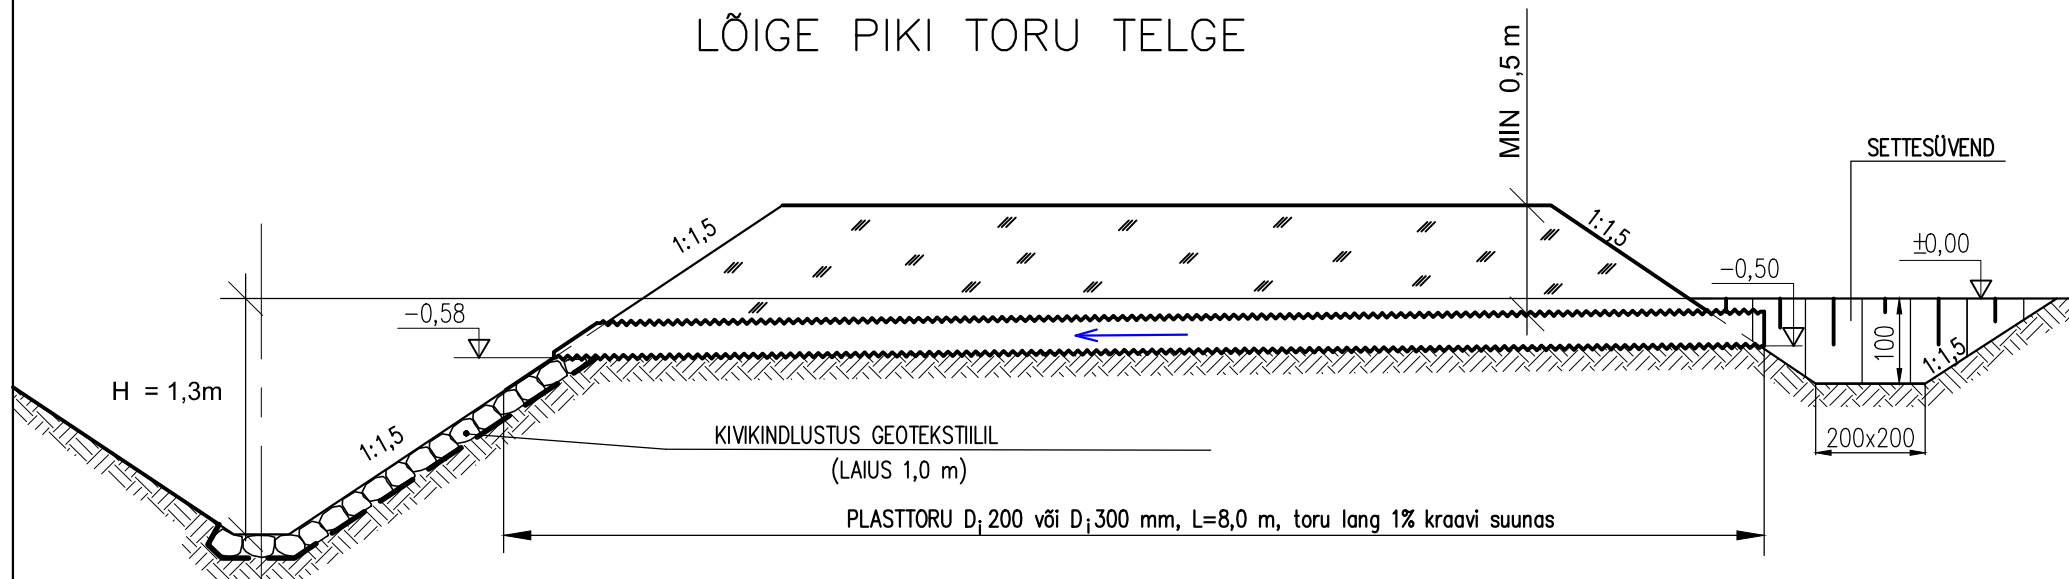 LÕIGE PIKI TORU TELGE
MIN 0,5 m
SETTESÜVEND
1:1,5
1:1,5
±0,00
-0,50
-0,58
100
1:1,5
H = 1,3m
1:1,5
KIVIKINDLUSTUS GEOTEKSTIILIL
(LAIUS 1,0 m)
200x200
PLASTTORU Di 200 või Di 300 mm, L=8,0 m, toru lang 1% kraavi suunas